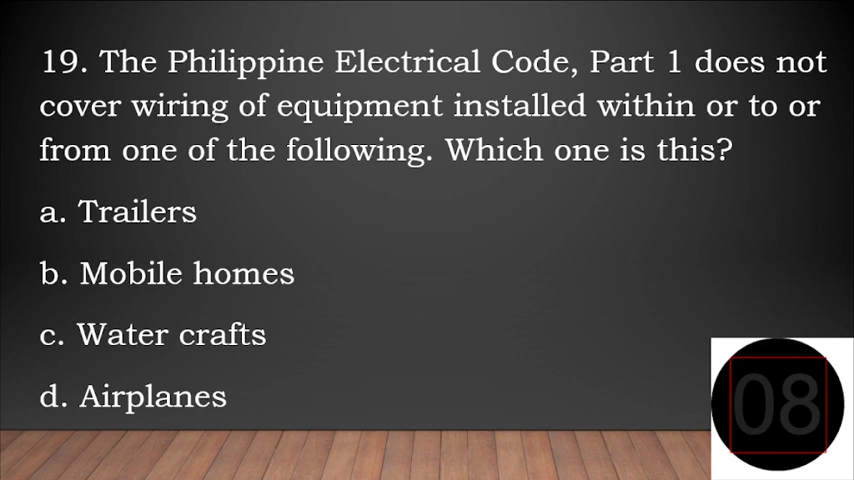 19. The Philippine Electrical Code, Part 1 does not
cover wiring of equipment installed within or to or
from one of the following. Which one is this?
a. Trailers
b. Mobile homes
c. Water crafts
d. Airplanes
08